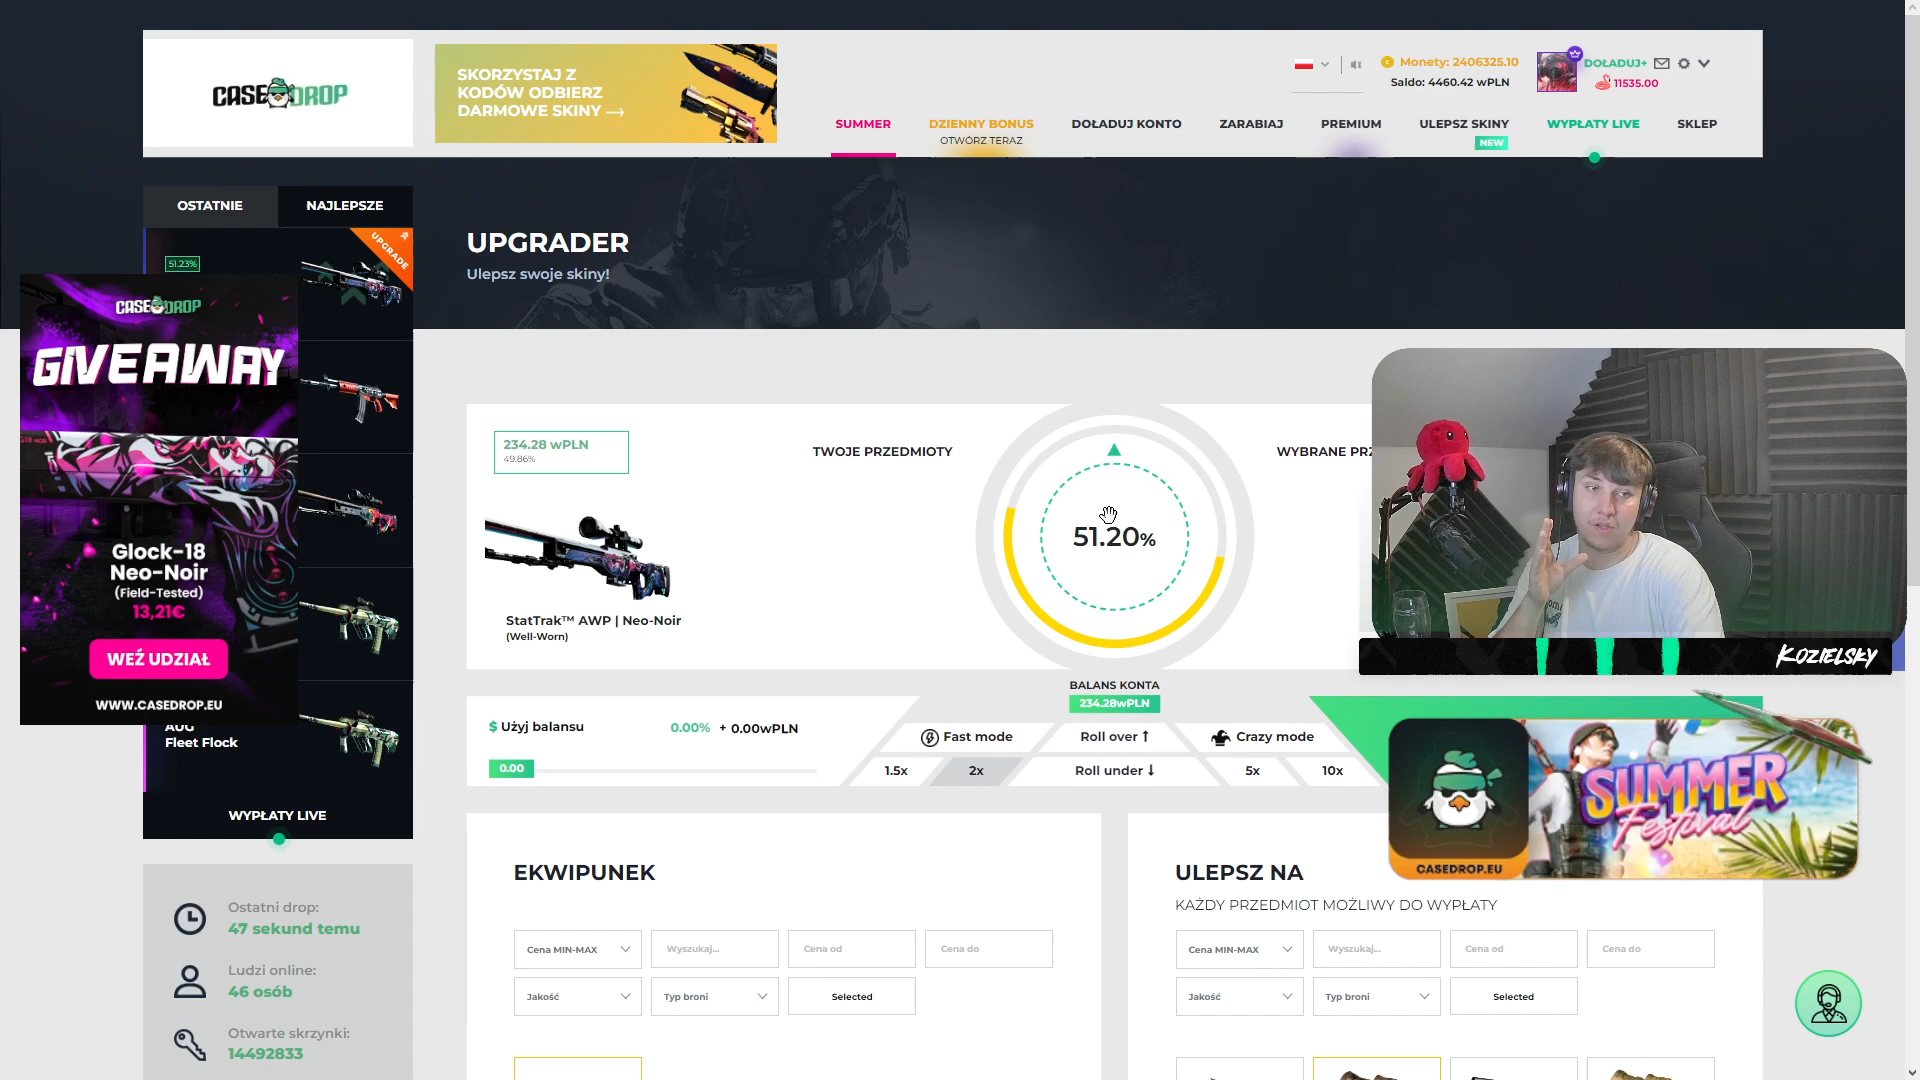 CASE DROP
SKORZYSTAJ Z
KODÓW ODBIERZ
DARMOWE SKINY →
Monety: 2406325.10
Saldo: 4460.42 wPLN
DOŁADUJ+
11535.00
SUMMER
DZIENNY BONUS
OTWÓRZ TERAZ
DOŁADUJ KONTO
ZARABIAJ
PREMIUM
ULEPSZ SKINY
NEW
WYPŁATY LIVE
SKLEP
OSTATNIE
NAJLEPSZE
UPGRADE
51.23%
UPGRADER
Ulepsz swoje skiny!
CASE DROP
GIVEAWAY
Glock-18
Neo-Noir
(Field-Tested)
13,21€
WEŹ UDZIAŁ
WWW.CASEDROP.EU
AUG
Fleet Flock
WYPŁATY LIVE
Ostatni drop:
47 sekund temu
Ludzi online:
46 osób
Otwarte skrzynki:
14492833
234.28 wPLN
49.86%
TWOJE PRZEDMIOTY
StatTrak™ AWP | Neo-Noir
(Well-Worn)
51.20%
WYBRANE PRZ
KOZIELSKY
BALANS KONTA
234.28wPLN
$ Użyj balansu
0.00% + 0.00wPLN
0.00
Fast mode
Roll over ↑
Crazy mode
1.5x
2x
Roll under ↓
5x
10x
SUMMER
Festival
CASEDROP.EU
EKWIPUNEK
Cena MIN-MAX
Wyszukaj...
Cena od
Cena do
Jakość
Typ broni
Selected
ULEPSZ NA
KAŻDY PRZEDMIOT MOŻLIWY DO WYPŁATY
Cena MIN-MAX
Wyszukaj...
Cena od
Cena do
Jakość
Typ broni
Selected